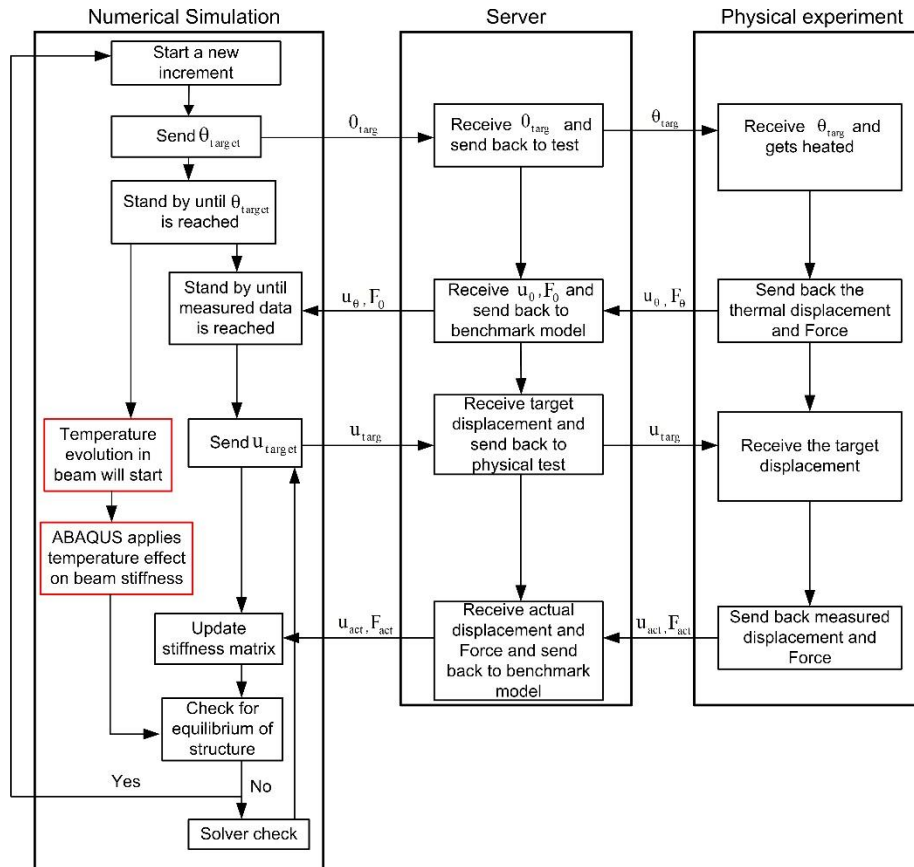 Numerical Simulation
Server
Physical experiment
Start a new
increment
Send θtarget
0targ
Receive 0targ and
send back to test
θtarg
Receive θtarg and
gets heated
Stand by until θtarget
is reached
Stand by until
measured data
is reached
uθ, F0
Receive u0, F0 and
send back to
benchmark model
u0, Fθ
Send back the
thermal displacement
and Force
Temperature
evolution in
beam will start
Send utarget
utarg
Receive target
displacement and
send back to
physical test
utarg
Receive the target
displacement
ABAQUS applies
temperature effect
on beam stiffness
Update
stiffness matrix
uact, Fact
Receive actual
displacement and
Force and send
back to benchmark
model
uact, Fact
Send back measured
displacement and
Force
Check for
equilibrium of
structure
Yes
No
Solver check